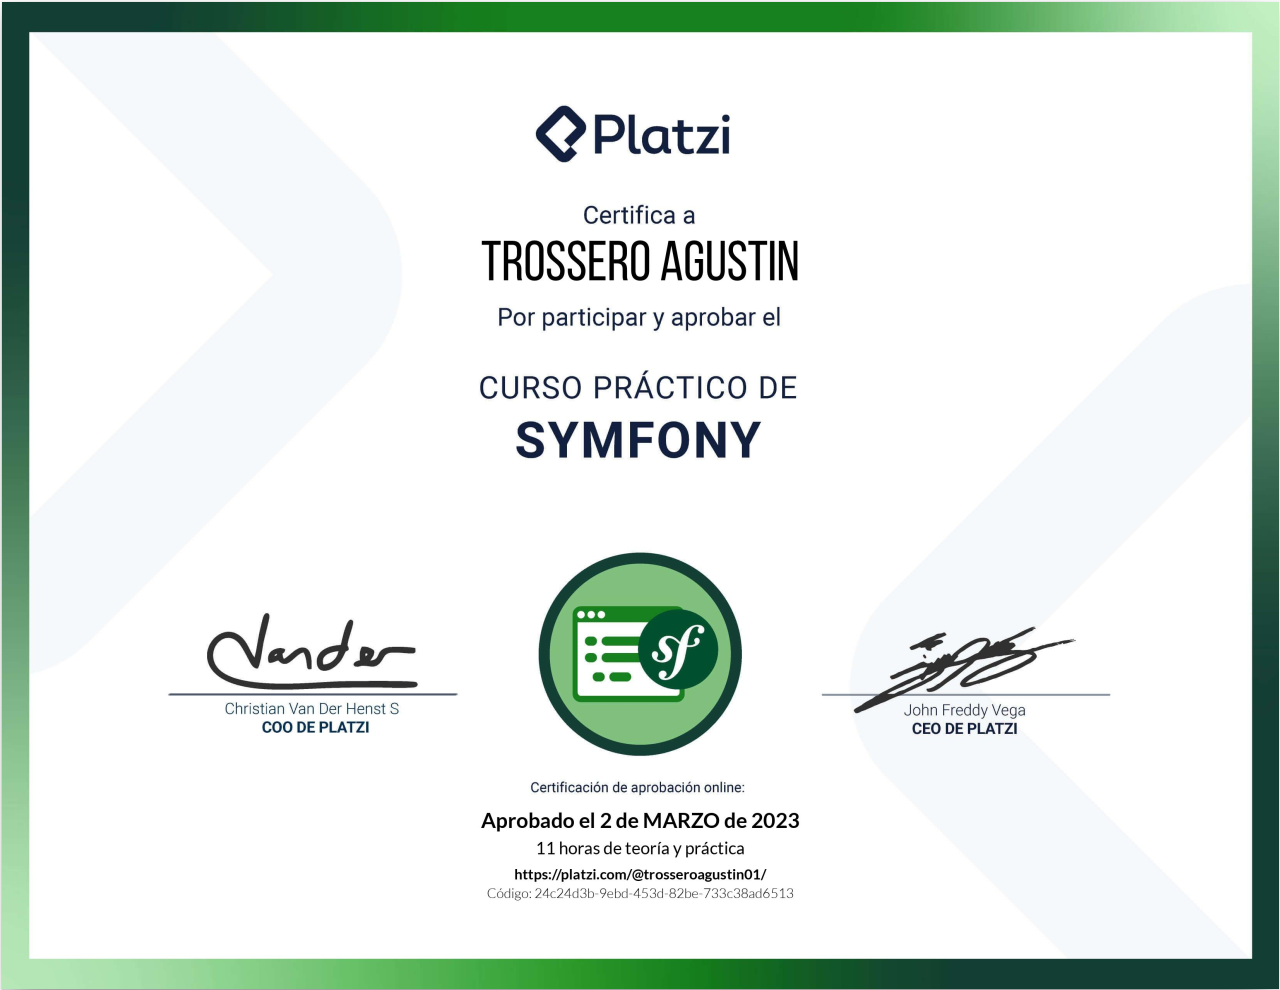 Platzi
Certifica a
TROSSERO AGUSTIN
Por participar y aprobar el
CURSO PRÁCTICO DE
SYMFONY
Vander
sf
Christian Van Der Henst S
COO DE PLATZI
John Freddy Vega
CEO DE PLATZI
Certificación de aprobación online:
Aprobado el 2 de MARZO de 2023
11 horas de teoría y práctica
https://platzi.com/@trosseroagustin01/
Código: 24c24d3b-9ebd-453d-82be-733c38ad6513